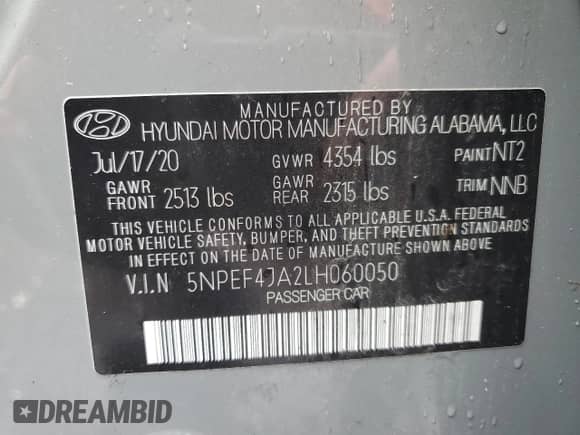 MANUFACTURED BY
HYUNDAI MOTOR MANUFACTURING ALABAMA, LLC
Jul/17/20 GVWR 4354 lbs PAINT NT2
GAWR FRONT 2513 lbs GAWR REAR 2315 lbs TRIM NNB
THIS VEHICLE CONFORMS TO ALL APPLICABLE U.S.A. FEDERAL
MOTOR VEHICLE SAFETY, BUMPER, AND THEFT PREVENTION STANDARDS
IN EFFECT ON THE DATE OF MANUFACTURE SHOWN ABOVE
V.I.N 5NPEF4JA2LH060050
PASSENGER CAR
DREAMBID